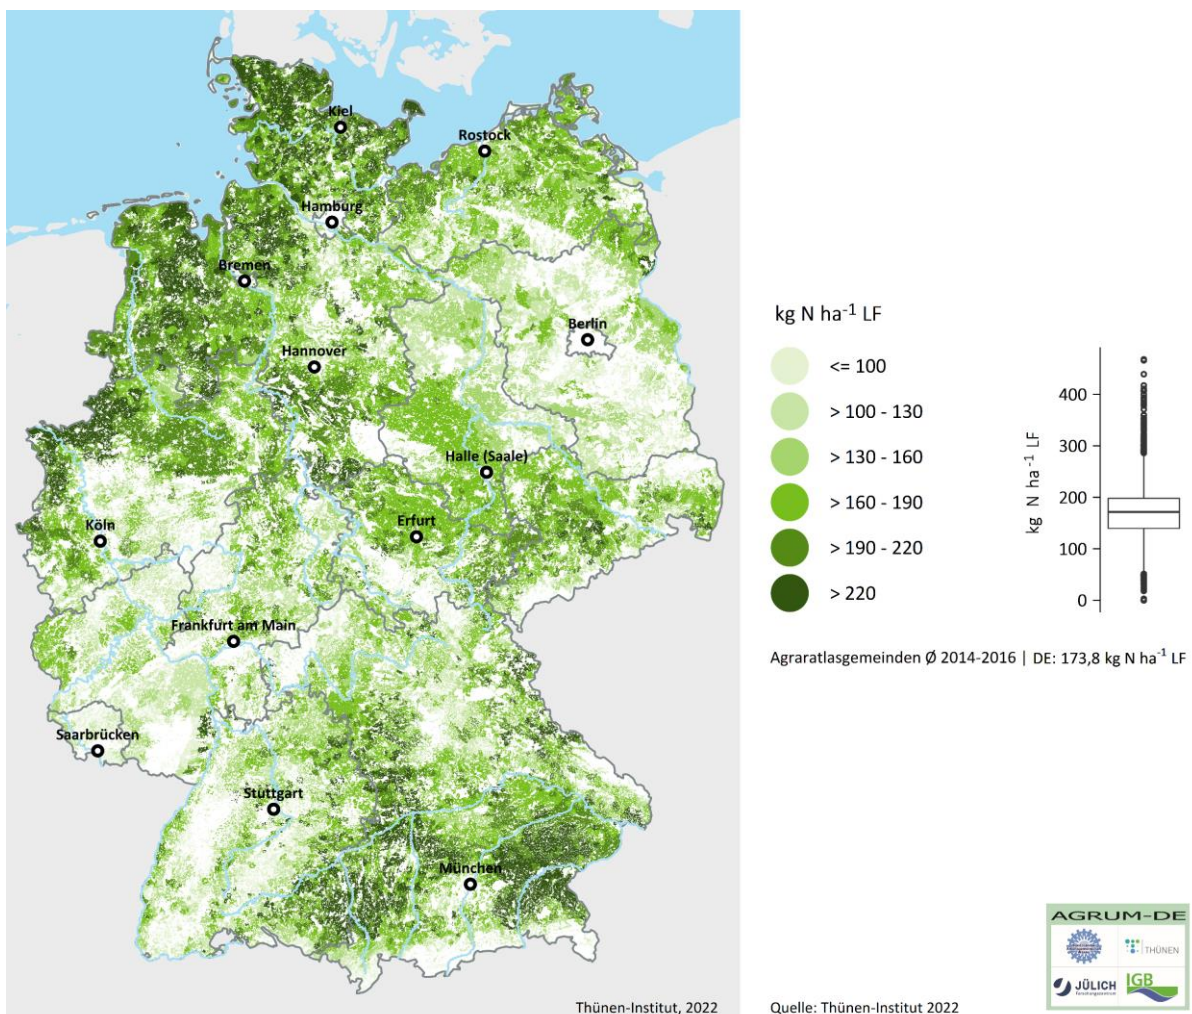 Kiel
Rostock
Hamburg
Bremen
Berlin
Hannover
Halle (Saale)
Köln
Erfurt
Frankfurt am Main
Saarbrücken
Stuttgart
München
Thünen-Institut, 2022
kg N ha⁻¹ LF
<= 100
> 100 - 130
> 130 - 160
> 160 - 190
> 190 - 220
> 220
kg N ha⁻¹ LF
400
300
200
100
0
Agraratlasgemeinden Ø 2014-2016 | DE: 173,8 kg N ha⁻¹ LF
Quelle: Thünen-Institut 2022
AGRUM-DE
THÜNEN
JÜLICH
Forschungszentrum
IGB